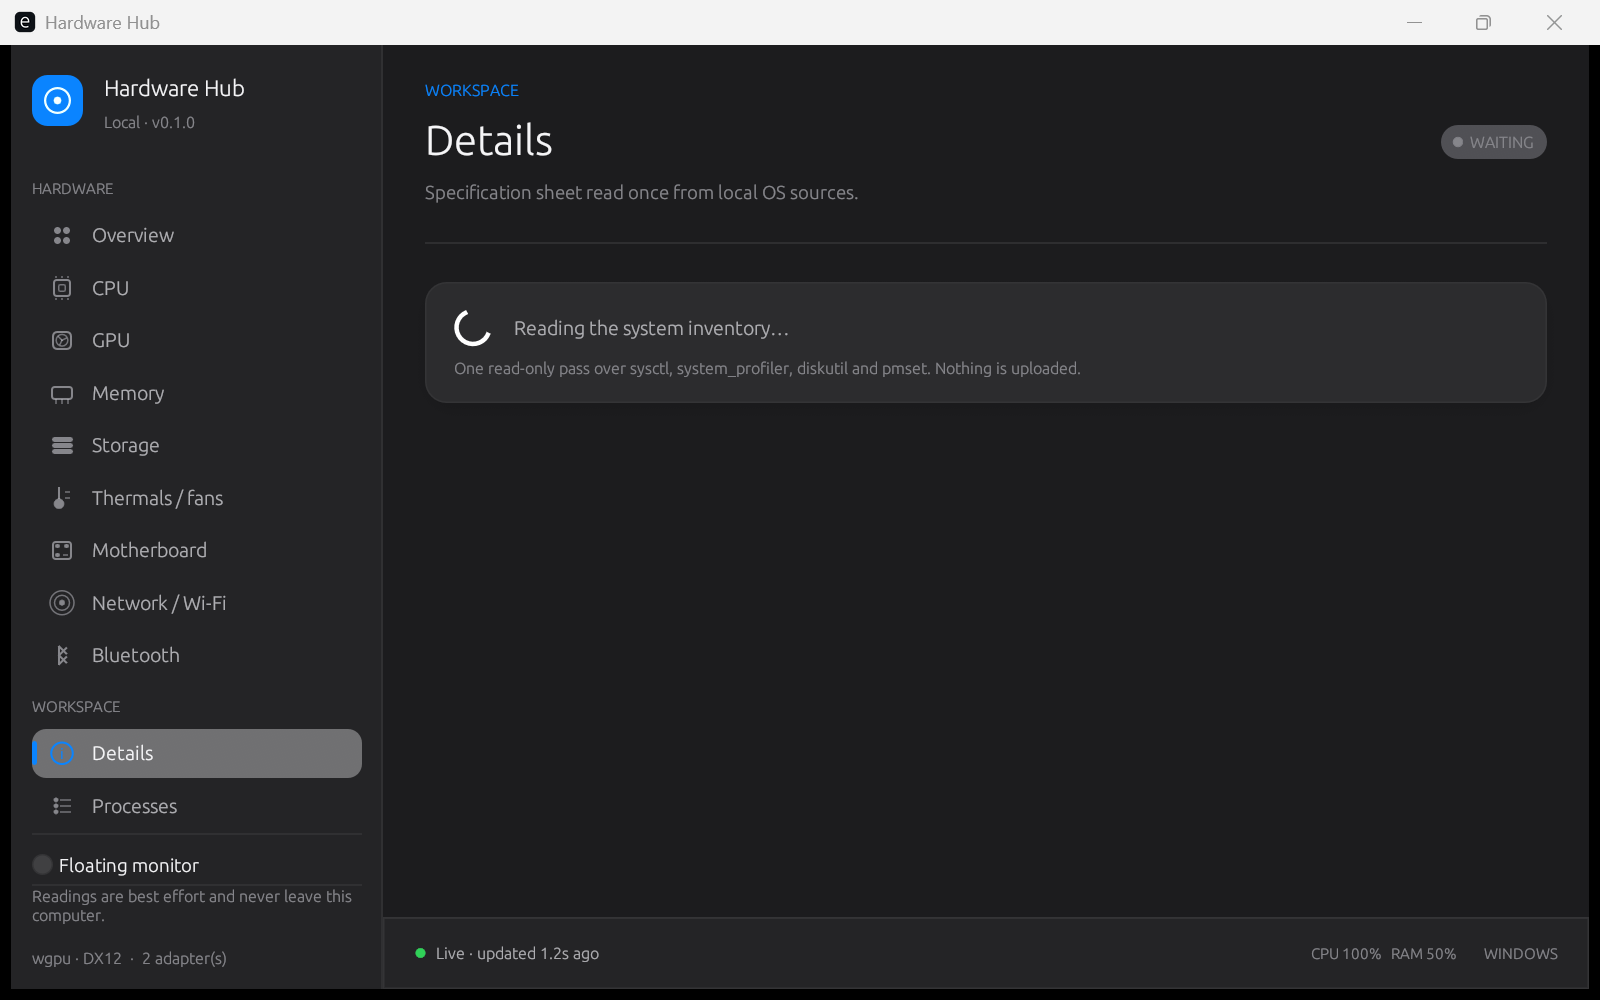 Hardware Hub
Hardware Hub
Local · v0.1.0
HARDWARE
Overview
CPU
GPU
Memory
Storage
Thermals / fans
Motherboard
Network / Wi-Fi
Bluetooth
WORKSPACE
Details
Processes
Floating monitor
Readings are best effort and never leave this
computer.
wgpu · DX12 · 2 adapter(s)
WORKSPACE
Details
WAITING
Specification sheet read once from local OS sources.
Reading the system inventory…
One read-only pass over sysctl, system_profiler, diskutil and pmset. Nothing is uploaded.
Live · updated 1.2s ago
CPU 100% RAM 50% WINDOWS